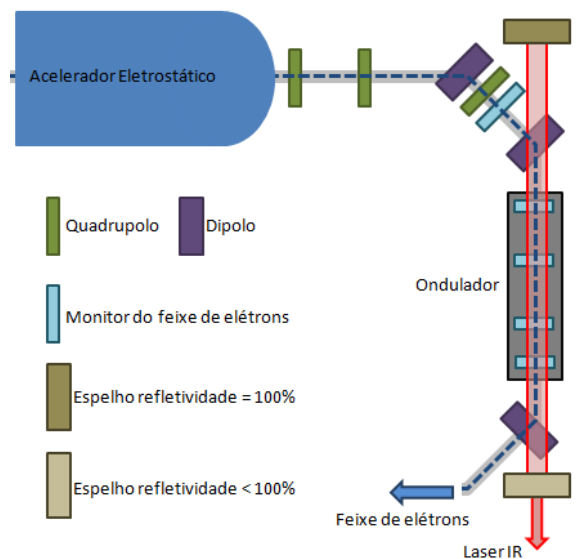 Acelerador Eletrostático
Quadrupolo
Dipolo
Ondulador
Monitor do feixe de elétrons
Espelho refletividade = 100%
Espelho refletividade < 100%
Feixe de elétrons
Laser IR